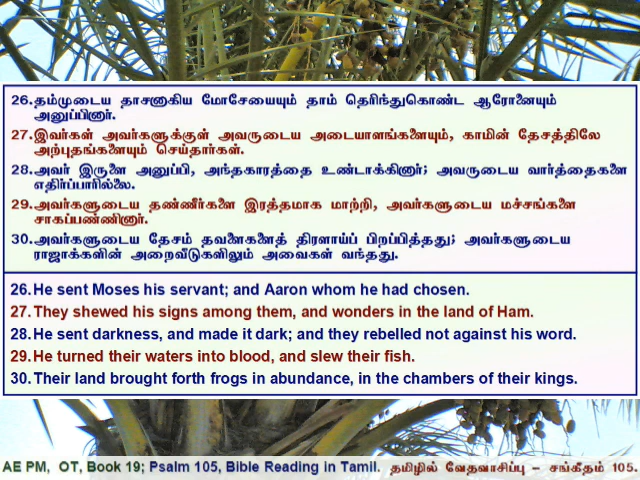 26.தம்முடைய தாசனாகிய மோசேயையும் தாம் தெரிந்துகொண்ட ஆரோனையும்
அனுப்பினார்.
27.இவர்கள் அவர்களுக்குள் அவருடைய அடையாளங்களையும், காமின் தேசத்திலே
அற்புதங்களையும் செய்தார்கள்.
28.அவர் இருளை அனுப்பி, அந்தகாரத்தை உண்டாக்கினார்; அவருடைய வார்த்தைகளை
எதிர்ப்பாரில்லை.
29.அவர்களுடைய தண்ணீர்களை இரத்தமாக மாற்றி, அவர்களுடைய மச்சங்களை
சாகப்பண்ணினார்.
30.அவர்களுடைய தேசம் தவளைகளைத் திரளாய்ப் பிறப்பித்தது; அவர்களுடைய
ராஜாக்களின் அறைவீடுகளிலும் அவைகள் வந்தது.
26.He sent Moses his servant; and Aaron whom he had chosen.
27.They shewed his signs among them, and wonders in the land of Ham.
28.He sent darkness, and made it dark; and they rebelled not against his word.
29.He turned their waters into blood, and slew their fish.
30.Their land brought forth frogs in abundance, in the chambers of their kings.
AE PM, OT, Book 19; Psalm 105, Bible Reading in Tamil. தமிழில் வேதவாசிப்பு – சங்கீதம் 105.